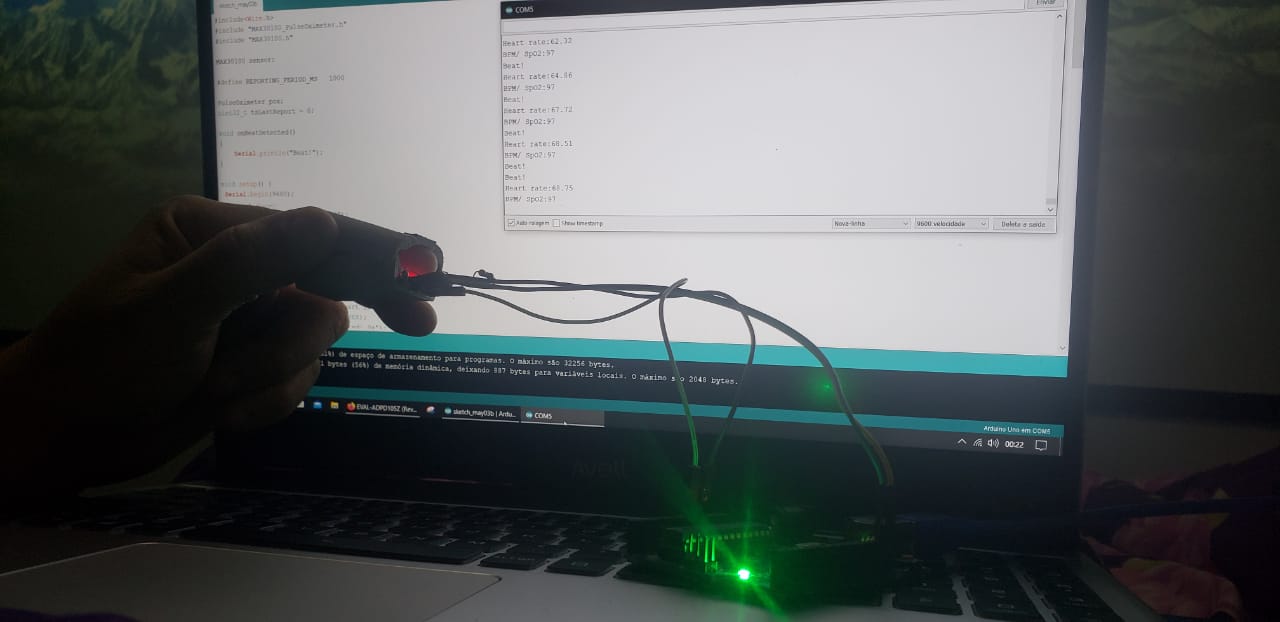 sketch_may03b
#include<Wire.h>
#include "MAX30100_PulseOximeter.h"
#include "MAX30100.h"
MAX30100 sensor;
#define REPORTING_PERIOD_MS 1000
PulseOximeter pox;
uint32_t tsLastReport = 0;
void onBeatDetected()
{
Serial.println("Beat!");
}
void setup() {
Serial.begin(9600);
COM5
Enviar
Heart rate:62.32
BPM/ SpO2:97
Beat!
Heart rate:64.86
BPM/ SpO2:97
Beat!
Heart rate:67.72
BPM/ SpO2:97
Beat!
Heart rate:68.51
BPM/ SpO2:97
Beat!
Beat!
Heart rate:68.75
BPM/ SpO2:97
Auto-rolagem Show timestamp Nova-linha 9600 velocidade Deleta a saida
de espaço de armazenamento para programas. O máximo são 32256 bytes.
bytes (56%) de memória dinâmica, deixando 887 bytes para variáveis locais. O máximo são 2048 bytes.
Arduino Uno em COM5
EVAL-ADPD105Z (Rev... sketch_may03b | Ardu... COM5
00:22
Avell